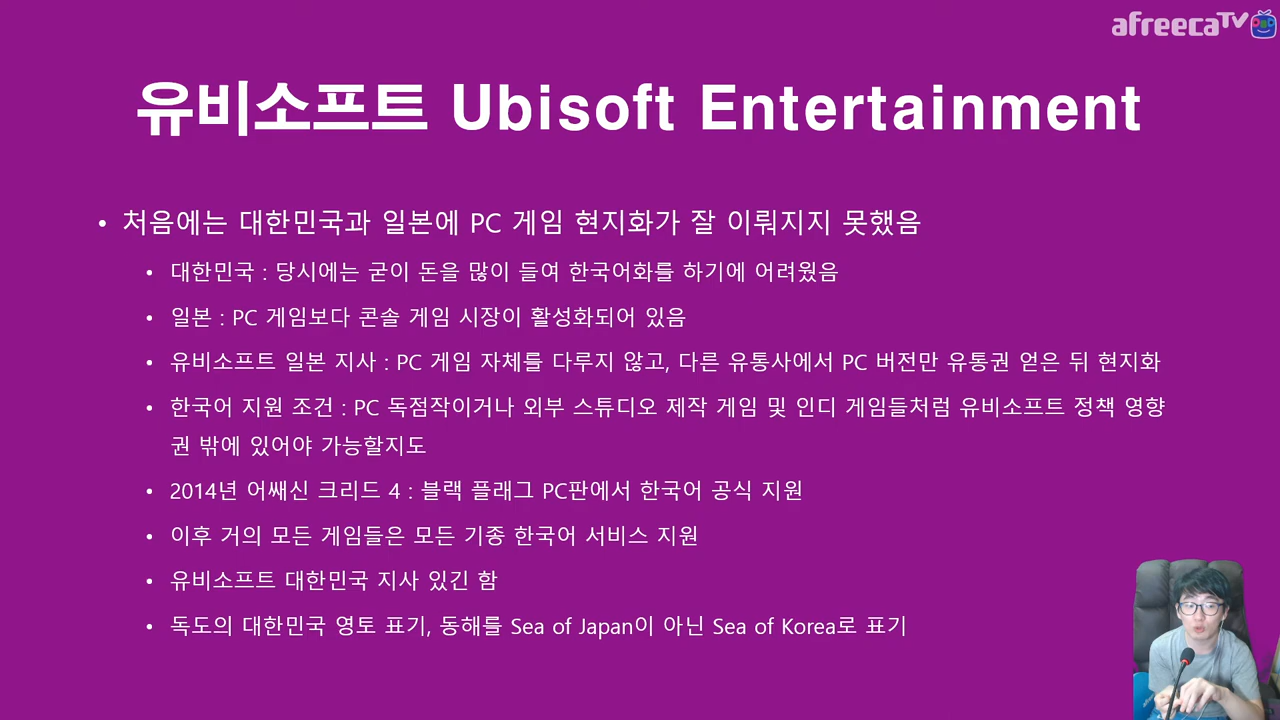 afreecaTV
유비소프트 Ubisoft Entertainment
• 처음에는 대한민국과 일본에 PC 게임 현지화가 잘 이뤄지지 못했음
• 대한민국 : 당시에는 굳이 돈을 많이 들여 한국어화를 하기에 어려웠음
• 일본 : PC 게임보다 콘솔 게임 시장이 활성화되어 있음
• 유비소프트 일본 지사 : PC 게임 자체를 다루지 않고, 다른 유통사에서 PC 버전만 유통권 얻은 뒤 현지화
• 한국어 지원 조건 : PC 독점작이거나 외부 스튜디오 제작 게임 및 인디 게임들처럼 유비소프트 정책 영향
권 밖에 있어야 가능할지도
• 2014년 어쌔신 크리드 4 : 블랙 플래그 PC판에서 한국어 공식 지원
• 이후 거의 모든 게임들은 모든 기종 한국어 서비스 지원
• 유비소프트 대한민국 지사 있긴 함
• 독도의 대한민국 영토 표기, 동해를 Sea of Japan이 아닌 Sea of Korea로 표기